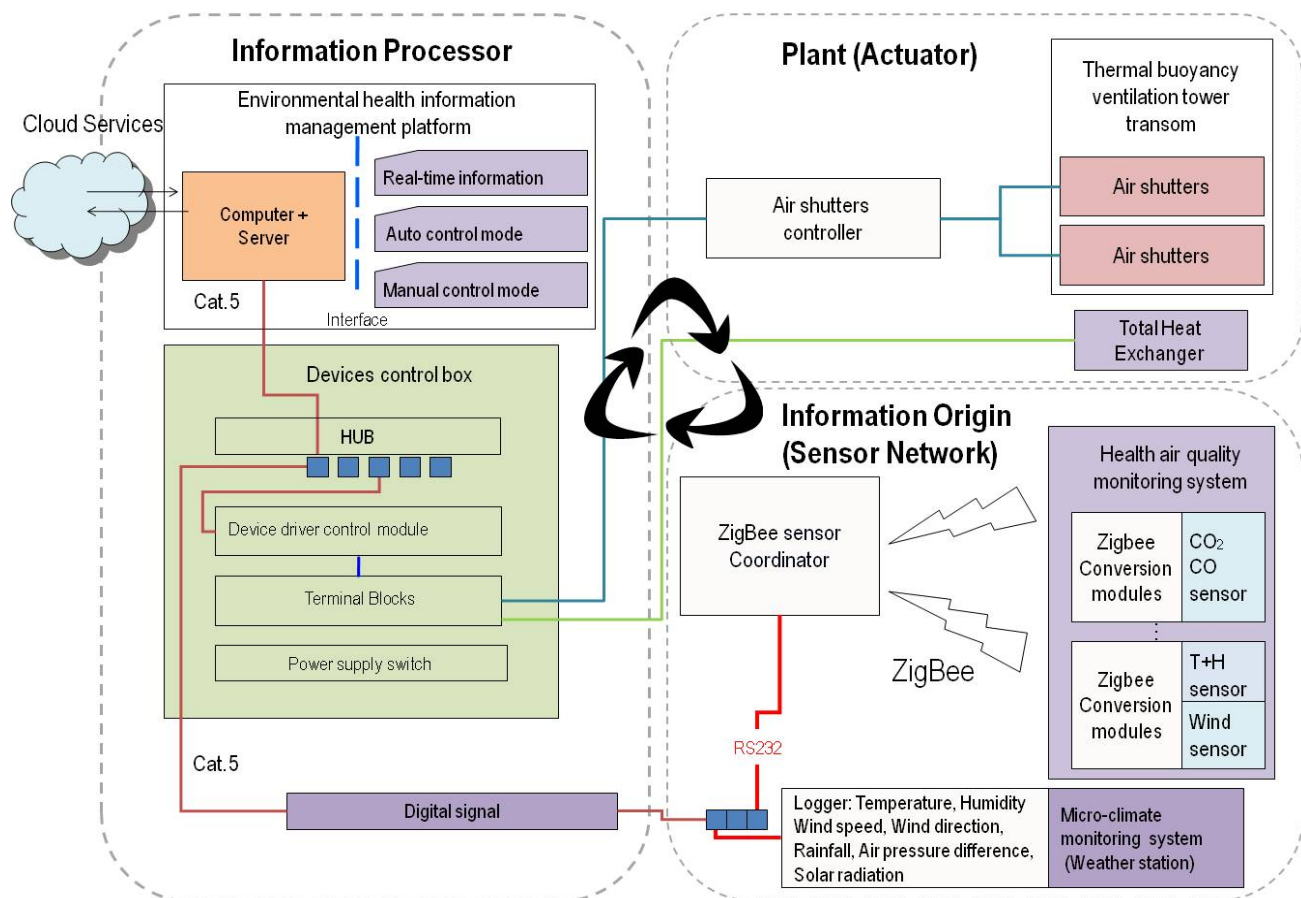 Information Processor
Environmental health information
management platform
Cloud Services
Computer +
Server
Real-time information
Auto control mode
Manual control mode
Cat.5
Interface
Devices control box
HUB
Device driver control module
Terminal Blocks
Power supply switch
Cat.5
Digital signal
Plant (Actuator)
Thermal buoyancy
ventilation tower
transom
Air shutters
controller
Air shutters
Air shutters
Total Heat
Exchanger
Information Origin
(Sensor Network)
ZigBee sensor
Coordinator
ZigBee
Health air quality
monitoring system
Zigbee
Conversion
modules
CO₂
CO
sensor
Zigbee
Conversion
modules
T+H
sensor
Wind
sensor
RS232
Logger: Temperature, Humidity
Wind speed, Wind direction,
Rainfall, Air pressure difference,
Solar radiation
Micro-climate
monitoring system
(Weather station)